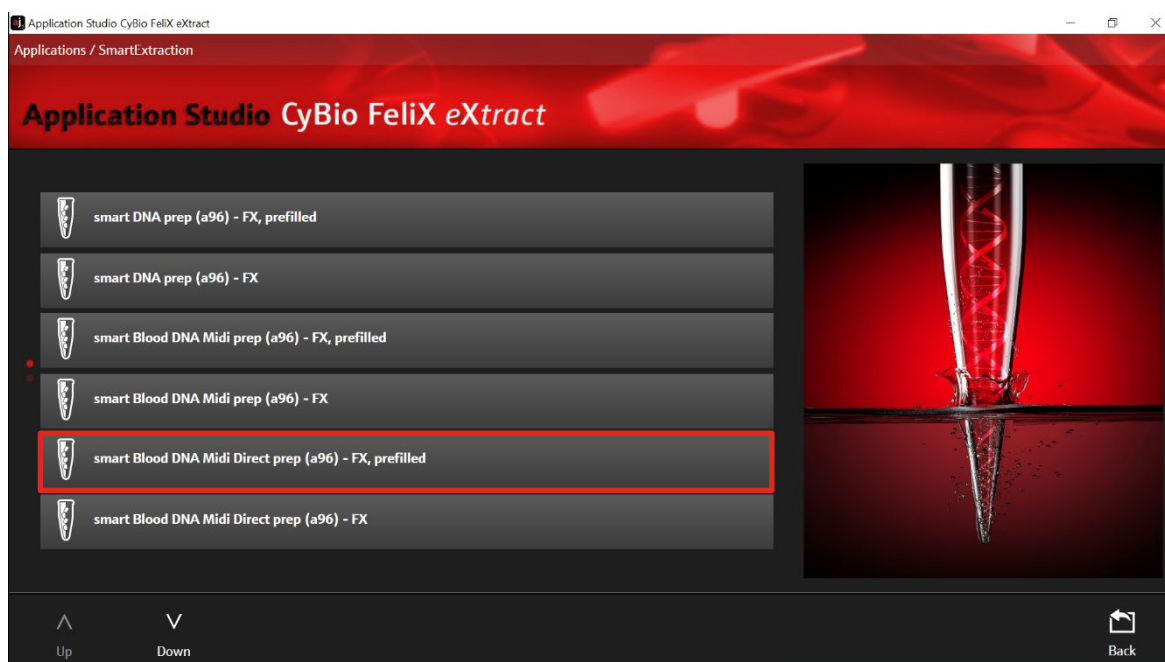 aj Application Studio CyBio FeliX eXtract
Applications / SmartExtraction
Application Studio CyBio FeliX eXtract
smart DNA prep (a96) - FX, prefilled
smart DNA prep (a96) - FX
smart Blood DNA Midi prep (a96) - FX, prefilled
smart Blood DNA Midi prep (a96) - FX
smart Blood DNA Midi Direct prep (a96) - FX, prefilled
smart Blood DNA Midi Direct prep (a96) - FX
Up
Down
Back